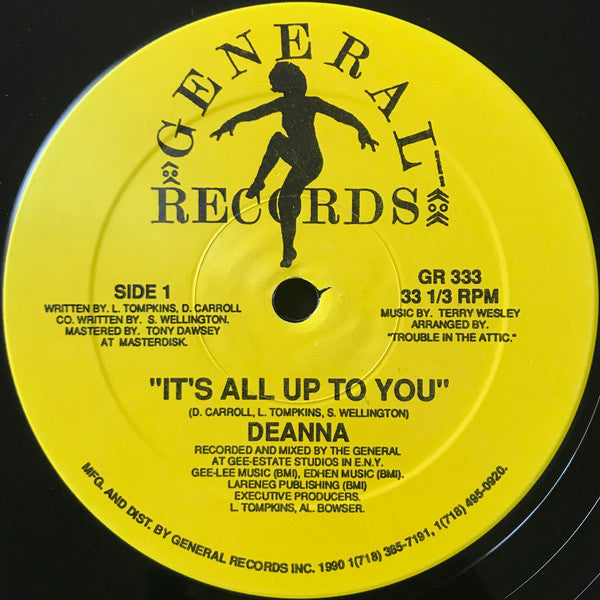 GENERAL
RECORDS
SIDE 1
WRITTEN BY. L. TOMPKINS, D. CARROLL
CO. WRITTEN BY. S. WELLINGTON.
MASTERED BY. TONY DAWSEY
AT MASTERDISK.
GR 333
33 1/3 RPM
MUSIC BY. TERRY WESLEY
ARRANGED BY.
"TROUBLE IN THE ATTIC."
"IT'S ALL UP TO YOU"
(D. CARROLL, L. TOMPKINS, S. WELLINGTON)
DEANNA
RECORDED AND MIXED BY THE GENERAL
AT GEE-ESTATE STUDIOS IN E.N.Y.
GEE-LEE MUSIC (BMI), EDHEN MUSIC (BMI).
LARENEG PUBLISHING (BMI)
EXECUTIVE PRODUCERS.
L. TOMPKINS, AL. BOWSER.
MFG. AND DIST. BY GENERAL RECORDS INC. 1990 1(718) 385-7191, 1(718) 495-0920.